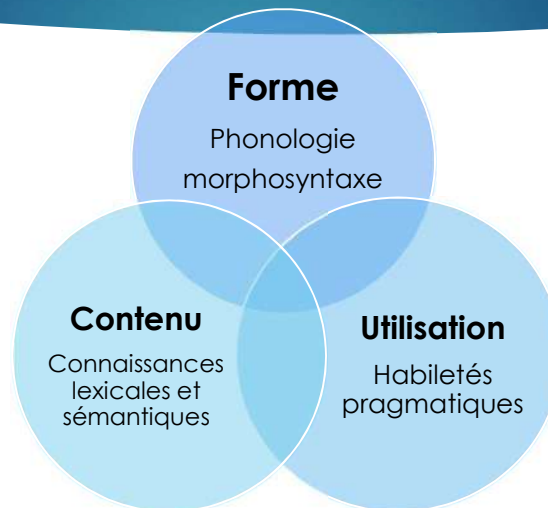 Forme
Phonologie
morphosyntaxe
Contenu
Connaissances
lexicales et
sémantiques
Utilisation
Habiletés
pragmatiques